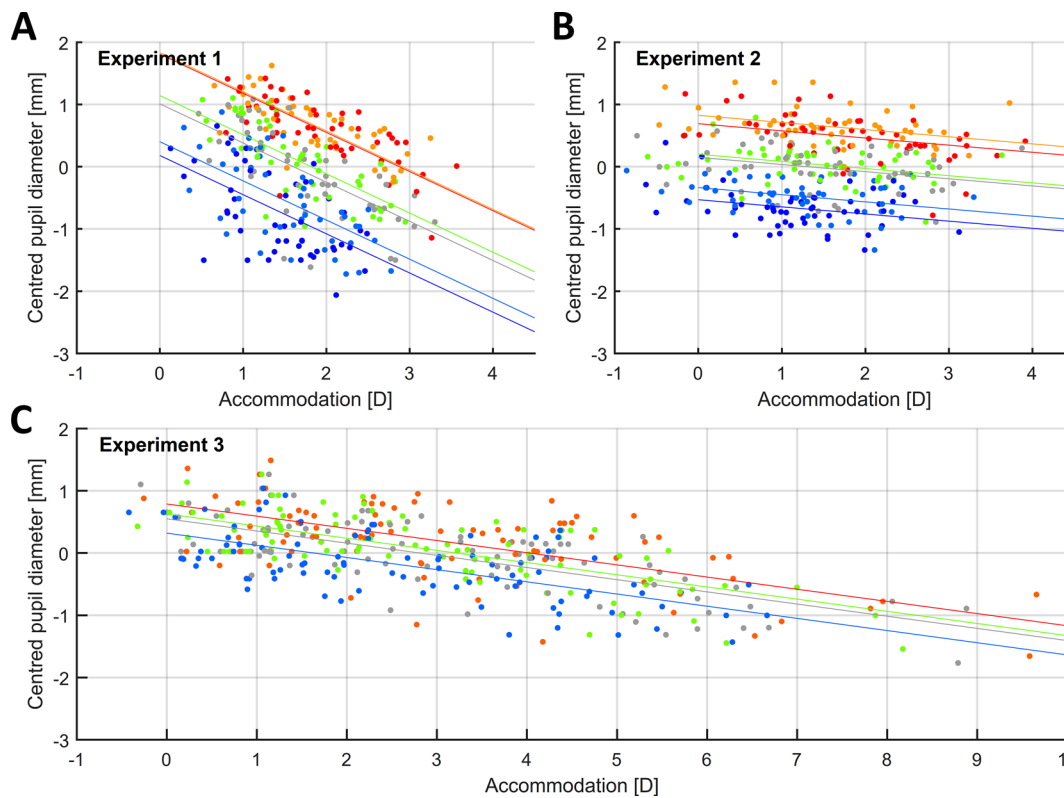 A
B
Experiment 1
Experiment 2
2
1
0
-1
-2
-3
Centred pupil diameter [mm]
-1 0 1 2 3 4
Accommodation [D]
2
1
0
-1
-2
-3
Centred pupil diameter [mm]
-1 0 1 2 3 4
Accommodation [D]
C
Experiment 3
2
1
0
-1
-2
-3
Centred pupil diameter [mm]
-1 0 1 2 3 4 5 6 7 8 9
Accommodation [D]